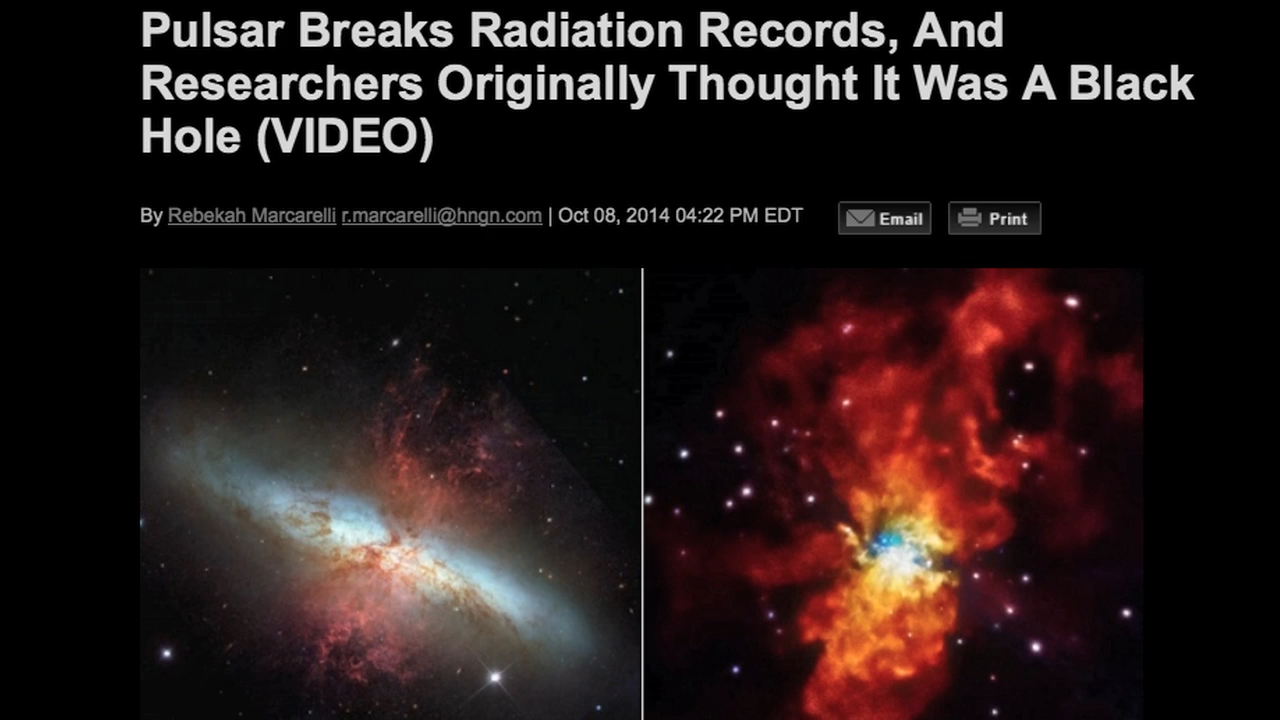 Pulsar Breaks Radiation Records, And
Researchers Originally Thought It Was A Black
Hole (VIDEO)
By Rebekah Marcarelli r.marcarelli@hngn.com | Oct 08, 2014 04:22 PM EDT Email Print